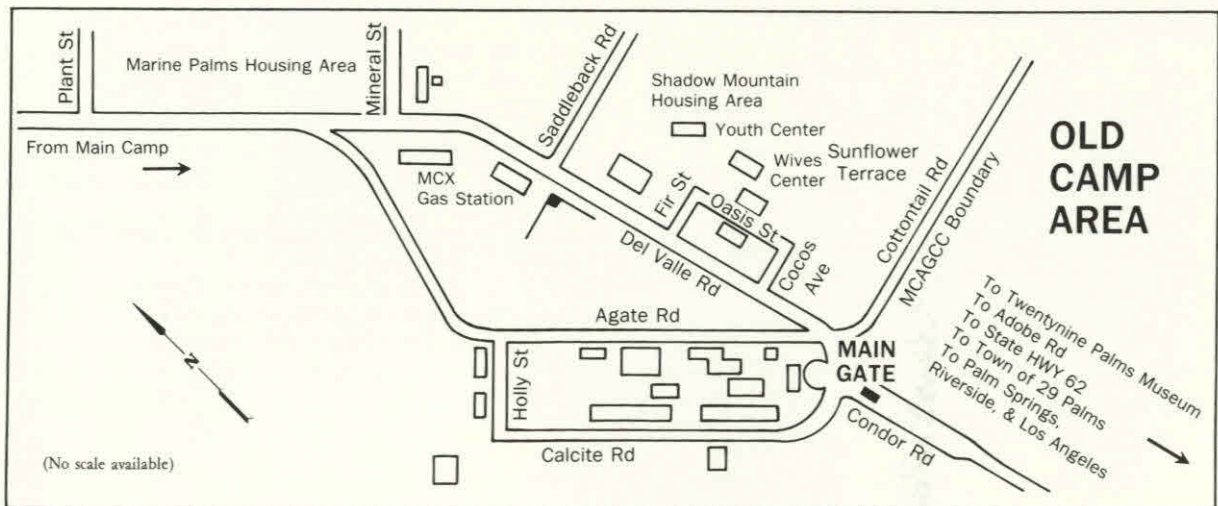 Plant St
Marine Palms Housing Area
Mineral St
Saddleback Rd
Shadow Mountain
Housing Area
Youth Center
Wives
Center
Sunflower
Terrace
Cottontail Rd
MCAGCC Boundary
OLD
CAMP
AREA
From Main Camp
MCX
Gas Station
Fir St
Oasis St
Cocos
Ave
Del Valle Rd
Agate Rd
Holly St
MAIN
GATE
Condor Rd
Calcite Rd
To Twentynine Palms Museum
To Adobe Rd
To State HWY 62
To Town of 29 Palms
To Palm Springs,
Riverside, & Los Angeles
N
(No scale available)